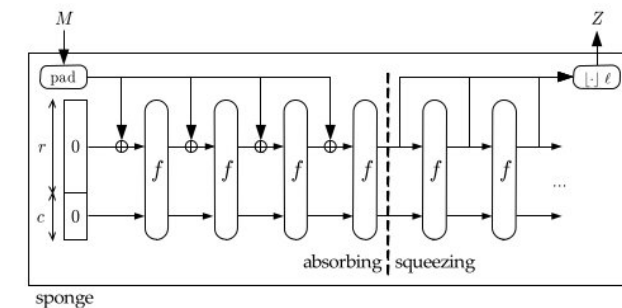 M Z
pad ⌊·⌋ ℓ
r 0 f f f f f f
...
c 0
absorbing squeezing
sponge